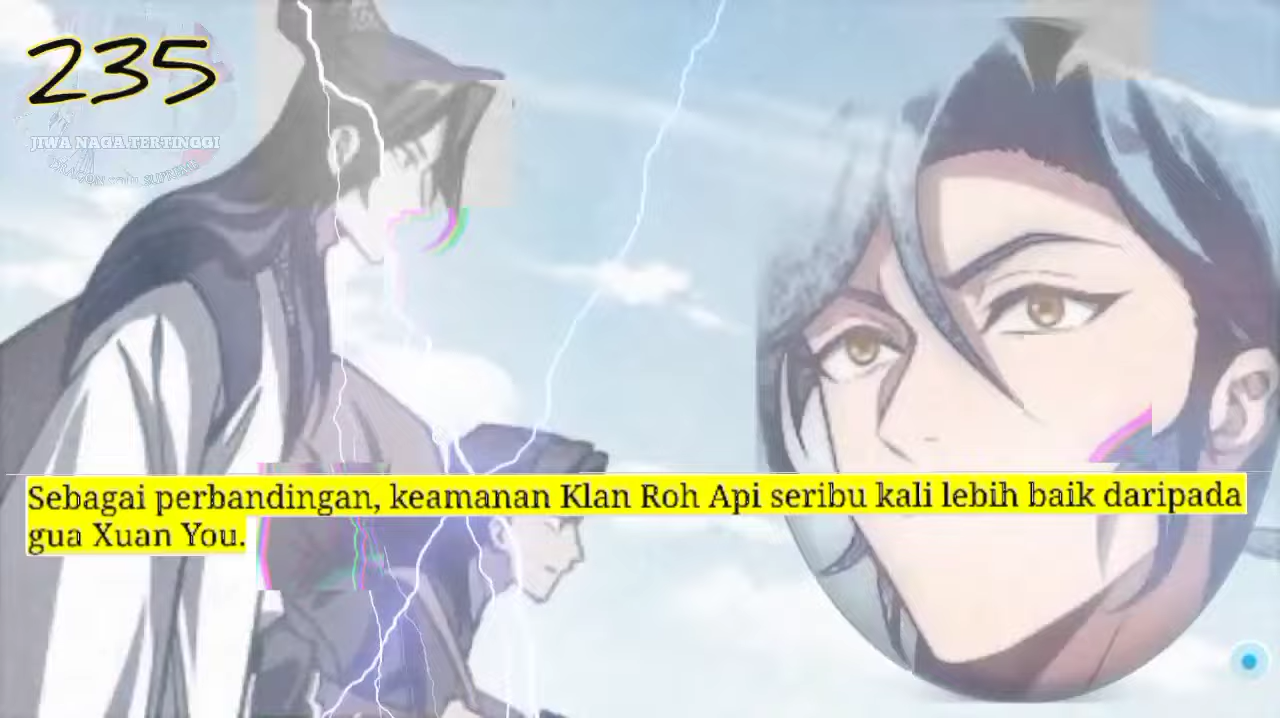 235
JIWA NAGA TERTINGGI
Sebagai perbandingan, keamanan Klan Roh Api seribu kali lebih baik daripada
gua Xuan You.